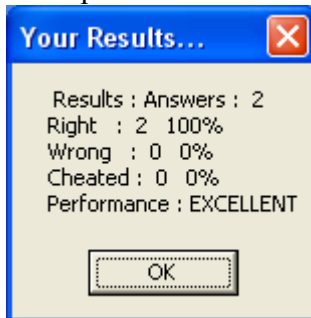 Your Results...
Results : Answers : 2
Right : 2 100%
Wrong : 0 0%
Cheated : 0 0%
Performance : EXCELLENT
OK